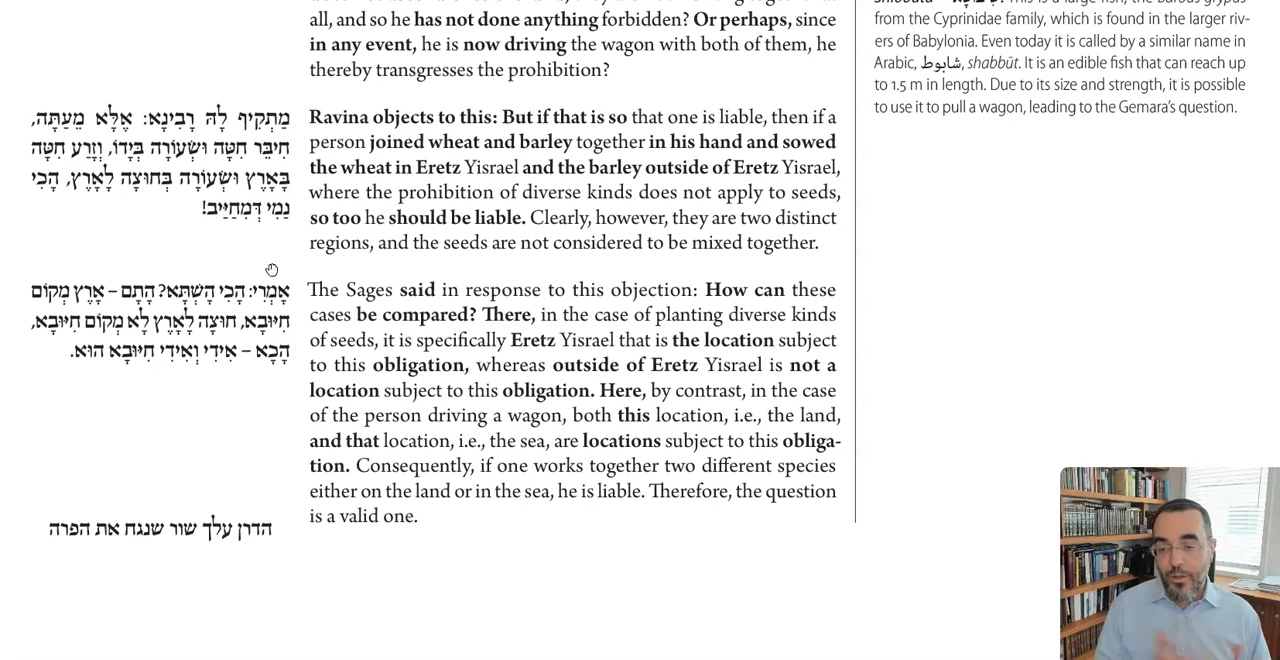 all, and so he has not done anything forbidden? Or perhaps, since
in any event, he is now driving the wagon with both of them, he
thereby transgresses the prohibition?
מַתְקֵיף לַהּ רָבִינָא: אֶלָּא מֵעַתָּה,
חִיבֵּר חִטָּה וּשְׂעוֹרָה בְּיָדוֹ, וְזָרַע חִטָּה
בָּאָרֶץ וּשְׂעוֹרָה בְּחוּצָה לָאָרֶץ, הָכִי
נַמִי דְּמִחַיַּיב!
Ravina objects to this: But if that is so that one is liable, then if a
person joined wheat and barley together in his hand and sowed
the wheat in Eretz Yisrael and the barley outside of Eretz Yisrael,
where the prohibition of diverse kinds does not apply to seeds,
so too he should be liable. Clearly, however, they are two distinct
regions, and the seeds are not considered to be mixed together.
אָמְרִי: הָכִי הָשְׁתָּא? הָתָם – אֶרֶץ מְקוֹם
חִיּוּבָא, חוּצָה לָאָרֶץ לָא מְקוֹם חִיּוּבָא,
הָכָא – אִידֵּי וְאִידֵּי חִיּוּבָא הוּא.
The Sages said in response to this objection: How can these
cases be compared? There, in the case of planting diverse kinds
of seeds, it is specifically Eretz Yisrael that is the location subject
to this obligation, whereas outside of Eretz Yisrael is not a
location subject to this obligation. Here, by contrast, in the case
of the person driving a wagon, both this location, i.e., the land,
and that location, i.e., the sea, are locations subject to this obliga-
tion. Consequently, if one works together two different species
either on the land or in the sea, he is liable. Therefore, the question
is a valid one.
הדרן עלך שור שנגח את הפרה
from the Cyprinidae family, which is found in the larger riv-
ers of Babylonia. Even today it is called by a similar name in
Arabic, شابوط, shabbūt. It is an edible fish that can reach up
to 1.5 m in length. Due to its size and strength, it is possible
to use it to pull a wagon, leading to the Gemara's question.